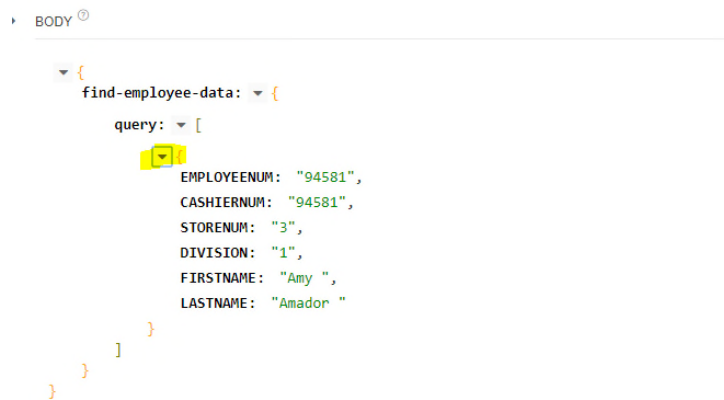 BODY ?
{
find-employee-data: {
query: [
{
EMPLOYEENUM: "94581",
CASHIERNUM: "94581",
STORENUM: "3",
DIVISION: "1",
FIRSTNAME: "Amy ",
LASTNAME: "Amador "
}
]
}
}